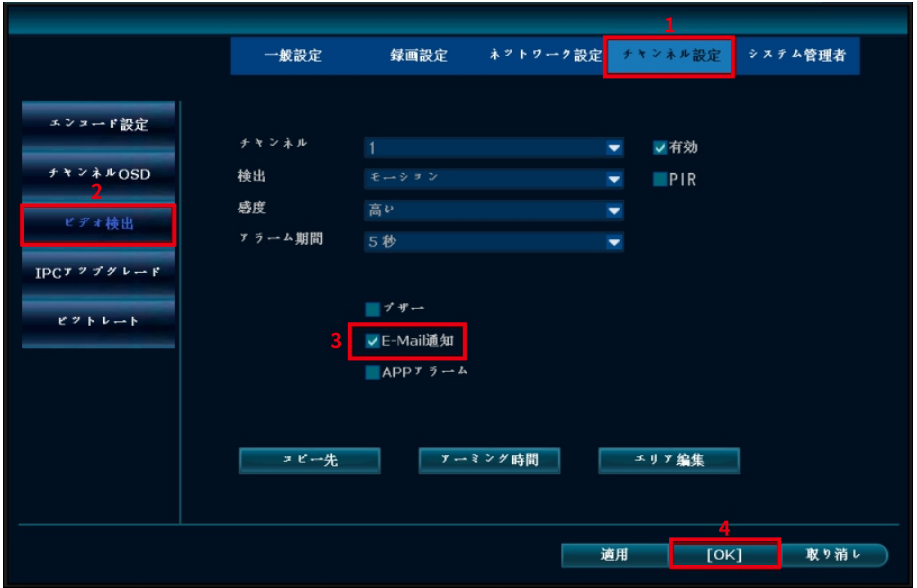 1
一般設定 録画設定 ネットワーク設定 チャンネル設定 システム管理者
エンコード設定
チャンネルOSD
2
ビデオ検出
IPCアップグレード
ビットレート
チャンネル 1 有効
検出 モーション PIR
感度 高い
アラーム期間 5 秒
ブザー
3 E-Mail通知
APPアラーム
コピー先 アーミング時間 エリア編集
4
適用 [OK] 取り消し